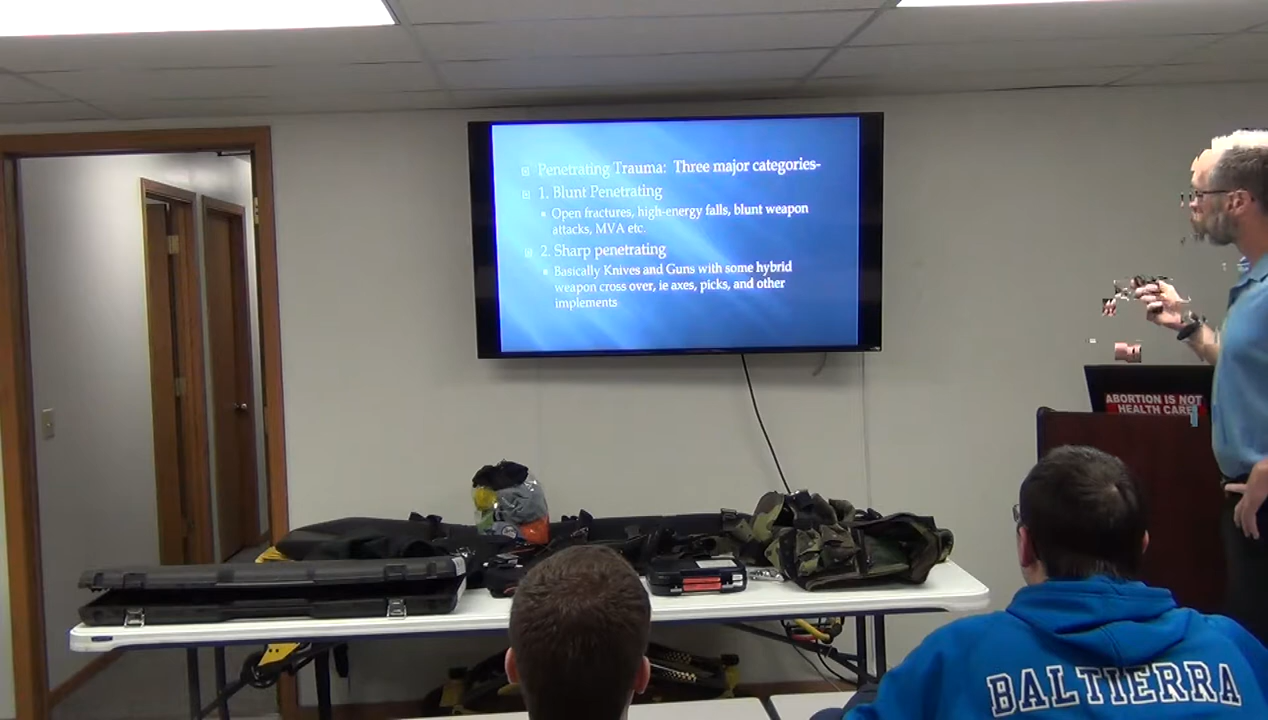 Penetrating Trauma: Three major categories-
1. Blunt Penetrating
Open fractures, high-energy falls, blunt weapon
attacks, MVA etc.
2. Sharp penetrating
Basically Knives and Guns with some hybrid
weapon cross over, ie axes, picks, and other
implements
ABORTION IS NOT
HEALTH CARE
BALTIERRA